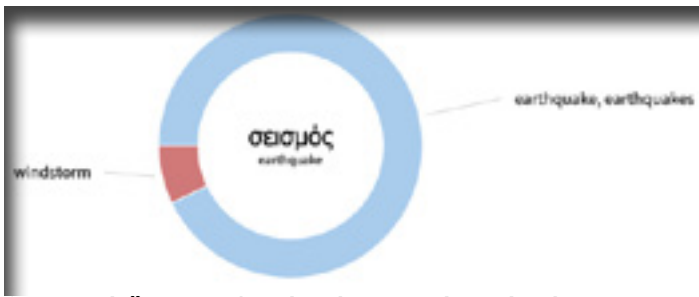 earthquake, earthquakes
σεισμός
earthquake
windstorm